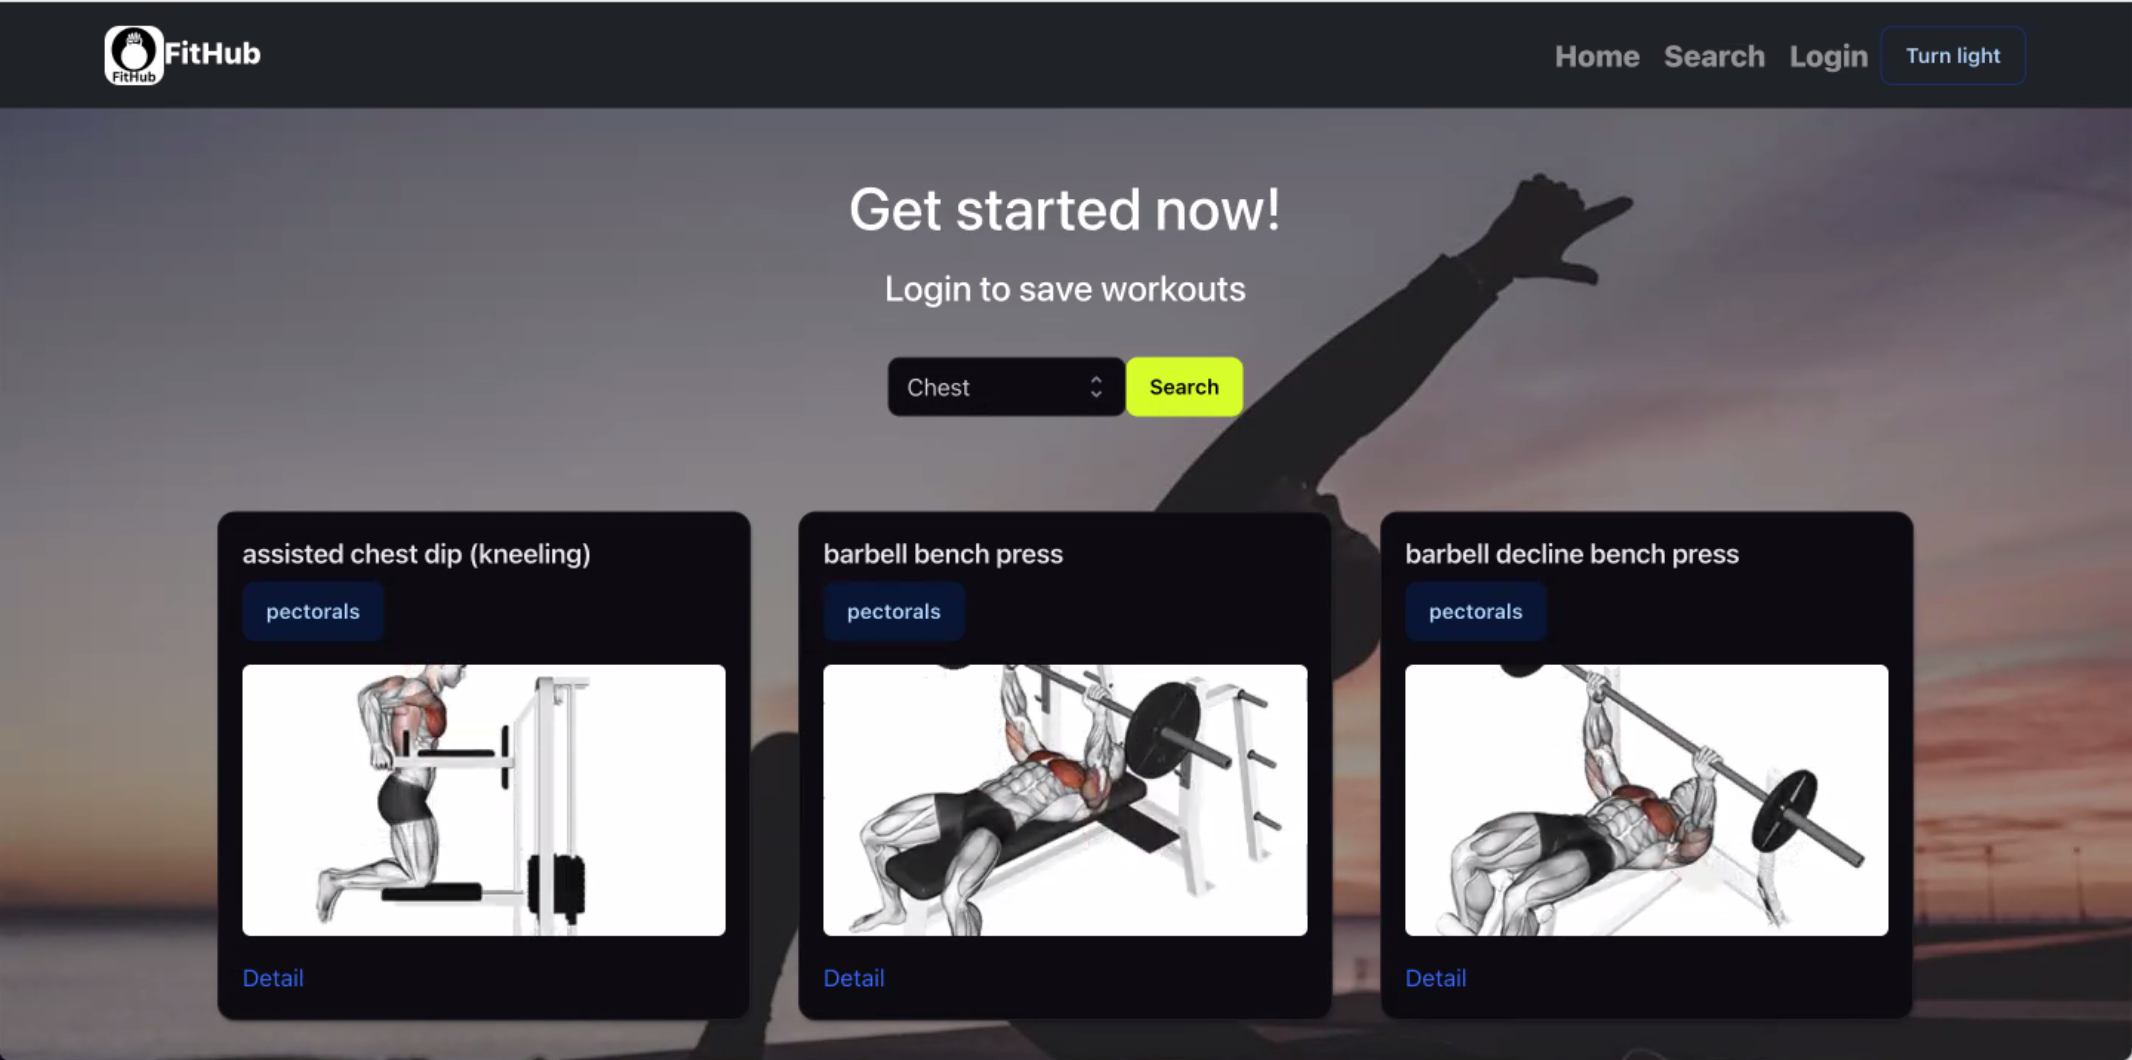 FitHub
FitHub
Home Search Login Turn light
Get started now!
Login to save workouts
Chest Search
assisted chest dip (kneeling)
pectorals
Detail
barbell bench press
pectorals
Detail
barbell decline bench press
pectorals
Detail